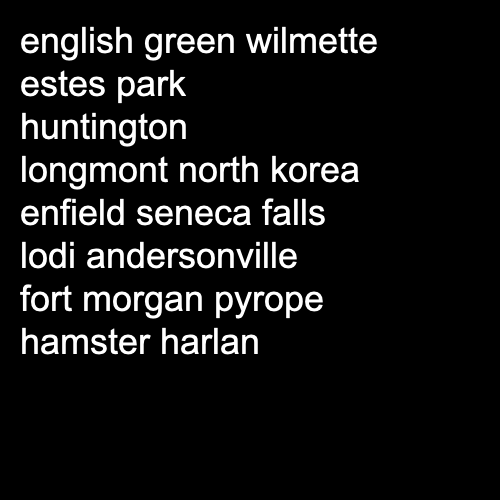 english green wilmette
estes park
huntington
longmont north korea
enfield seneca falls
lodi andersonville
fort morgan pyrope
hamster harlan